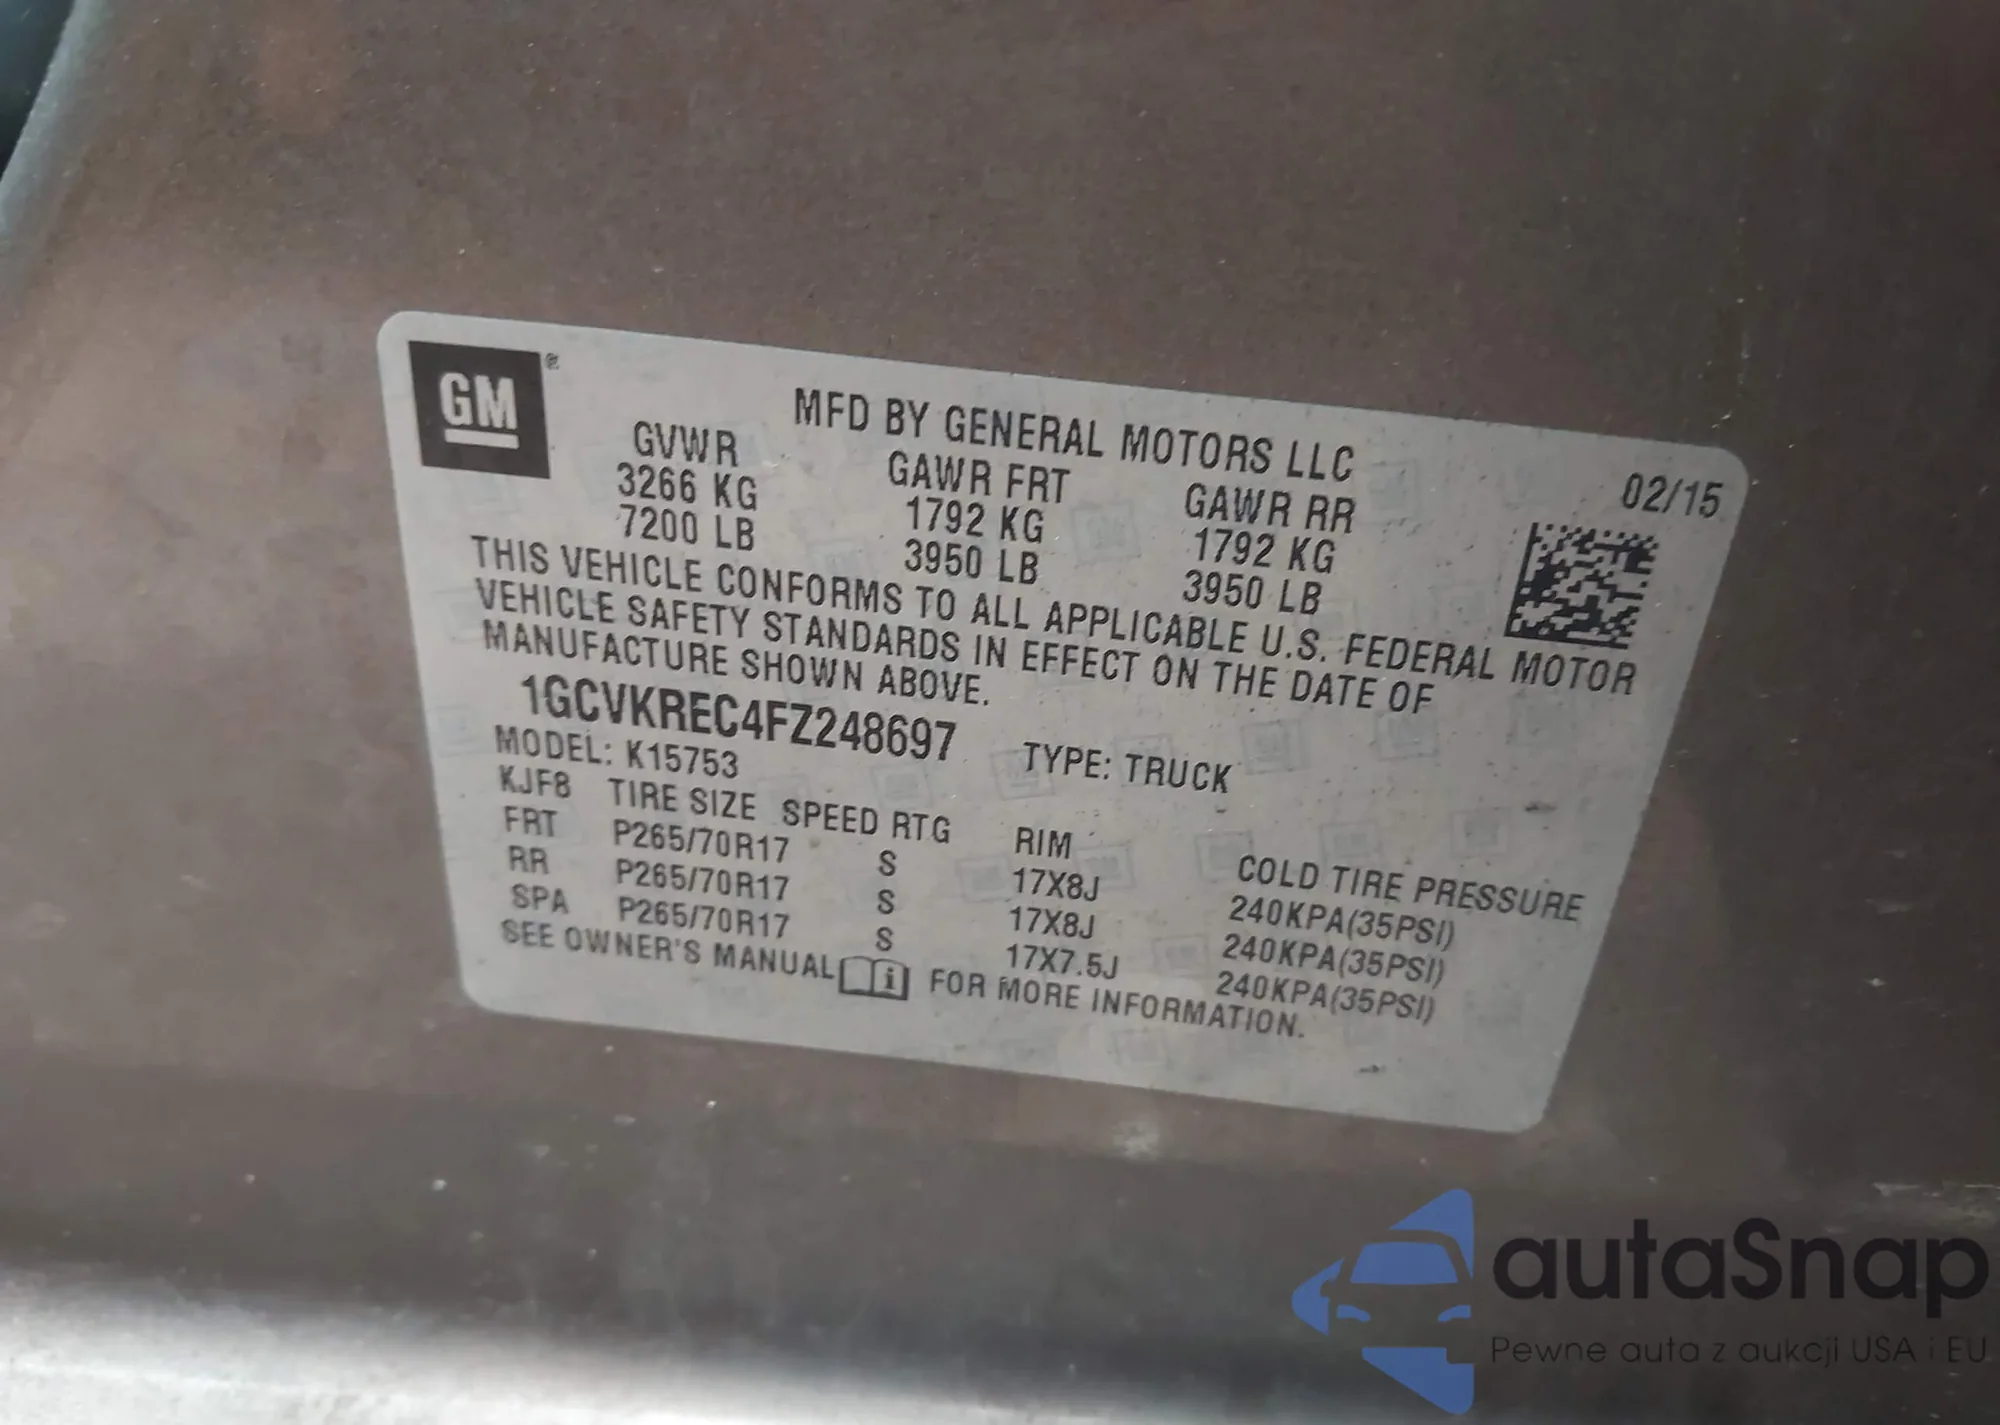 GM ®
MFD BY GENERAL MOTORS LLC
02/15
GVWR GAWR FRT GAWR RR
3266 KG 1792 KG 1792 KG
7200 LB 3950 LB 3950 LB
THIS VEHICLE CONFORMS TO ALL APPLICABLE U.S. FEDERAL MOTOR
VEHICLE SAFETY STANDARDS IN EFFECT ON THE DATE OF
MANUFACTURE SHOWN ABOVE.
1GCVKREC4FZ248697 TYPE: TRUCK
MODEL: K15753
KJF8 TIRE SIZE SPEED RTG RIM COLD TIRE PRESSURE
FRT P265/70R17 S 17X8J 240KPA(35PSI)
RR P265/70R17 S 17X8J 240KPA(35PSI)
SPA P265/70R17 S 17X7.5J 240KPA(35PSI)
SEE OWNER'S MANUAL i FOR MORE INFORMATION.
autaSnap
Pewne auta z aukcji USA i EU